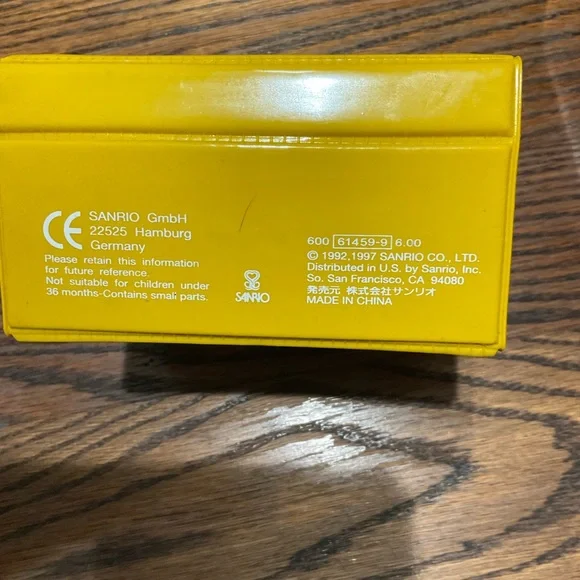 CE SANRIO GmbH
22525 Hamburg
Germany
Please retain this information
for future reference.
Not suitable for children under
36 months-Contains small parts.
SANRIO
600 61459-9 6.00
© 1992,1997 SANRIO CO., LTD.
Distributed in U.S. by Sanrio, Inc.
So. San Francisco, CA 94080
発売元 株式会社サンリオ
MADE IN CHINA